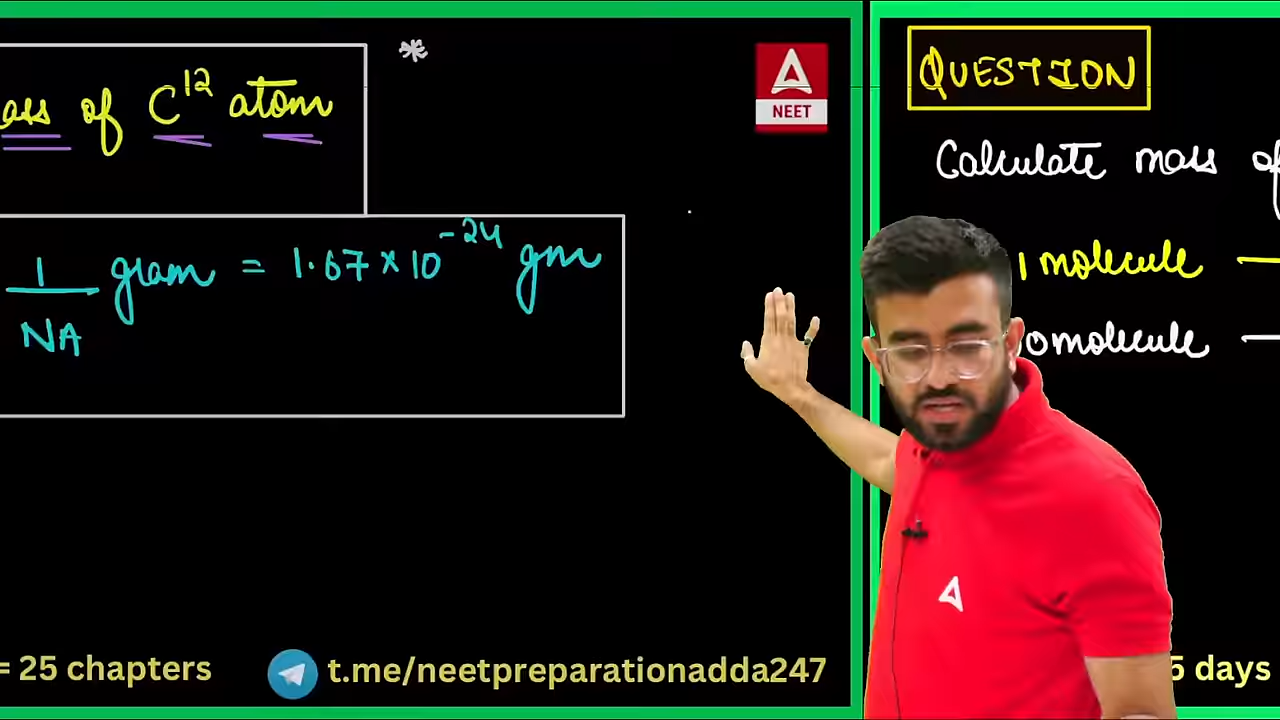 ass of C¹² atom
*
NEET
1/NA gram = 1.67 × 10⁻²⁴ gm
QUESTION
Calculate mass of
1 molecule —
omolecule —
= 25 chapters
t.me/neetpreparationadda247
5 days